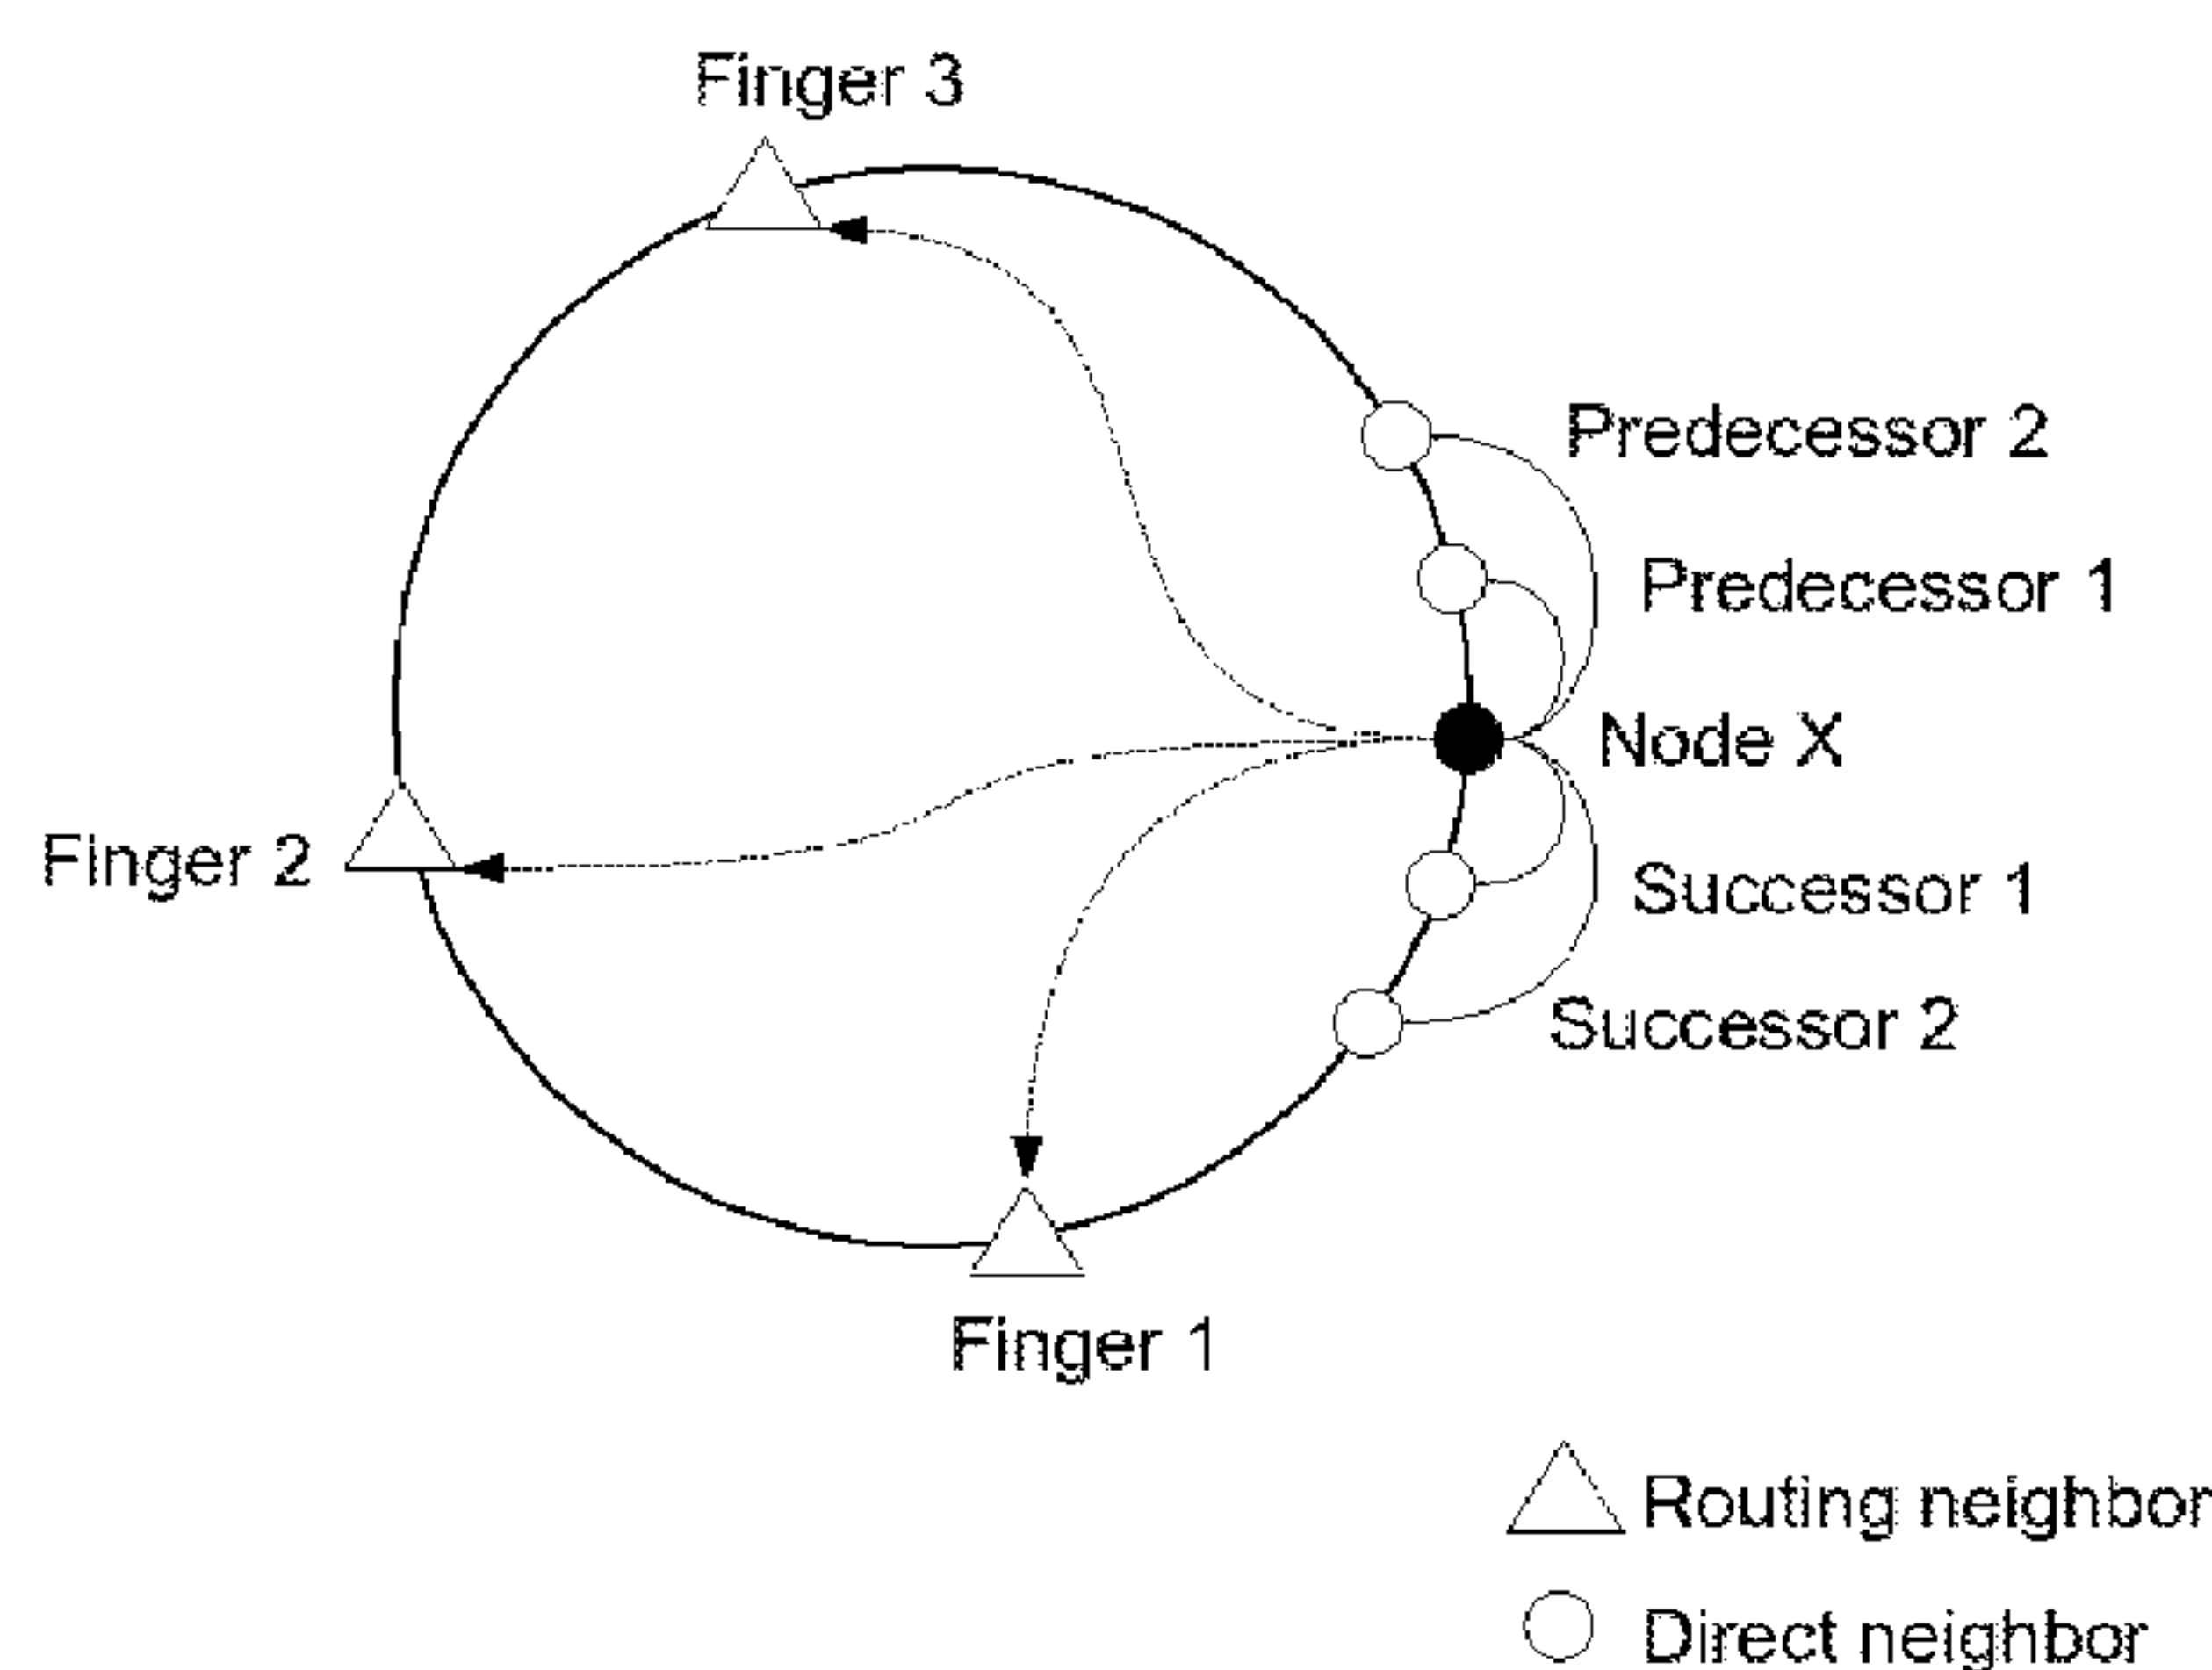 Finger 3
Predecessor 2
Predecessor 1
Node X
Finger 2
Successor 1
Successor 2
Finger 1
Routing neighbor
Direct neighbor